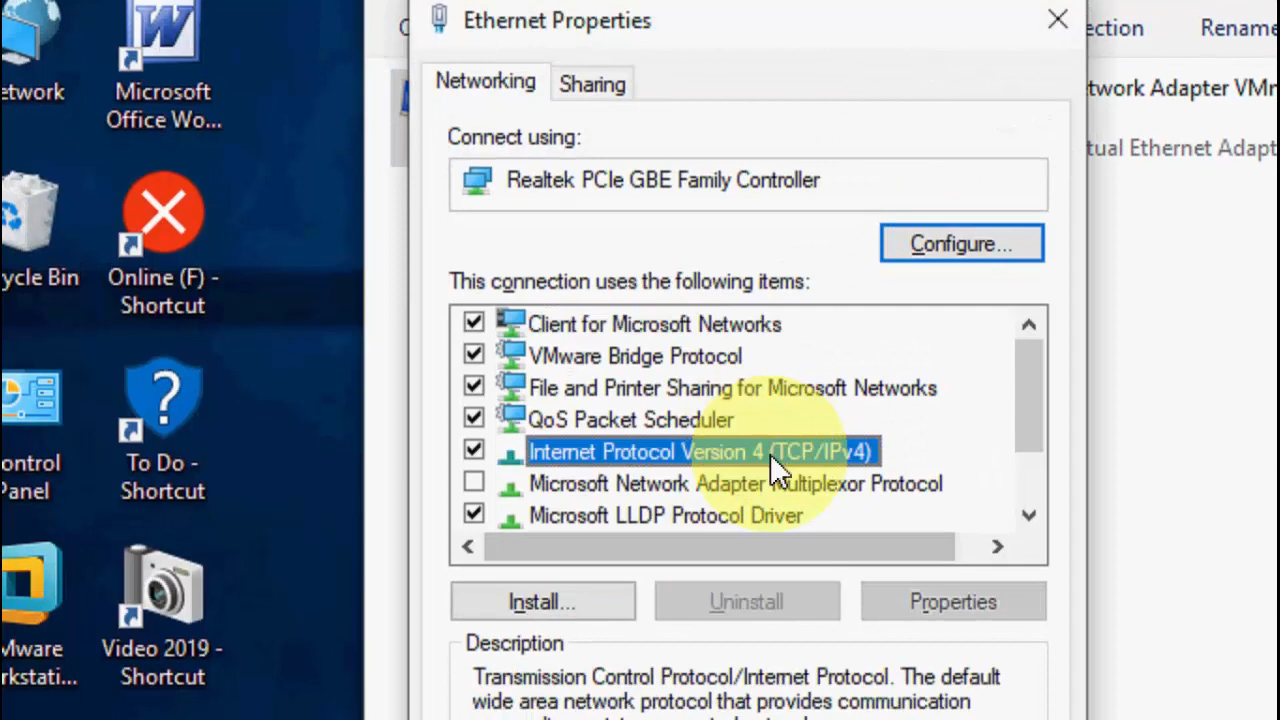 Ethernet Properties
Networking
Sharing
Connect using:
Realtek PCIe GBE Family Controller
Configure...
This connection uses the following items:
Client for Microsoft Networks
VMware Bridge Protocol
File and Printer Sharing for Microsoft Networks
QoS Packet Scheduler
Internet Protocol Version 4 (TCP/IPv4)
Microsoft Network Adapter Multiplexor Protocol
Microsoft LLDP Protocol Driver
Install...
Uninstall
Properties
Description
Transmission Control Protocol/Internet Protocol. The default
wide area network protocol that provides communication
etwork
Microsoft
Office Wo...
W
ycle Bin
Online (F) -
Shortcut
ontrol
Panel
To Do -
Shortcut
Mware
rkstati...
Video 2019 -
Shortcut
ection
Rename
twork Adapter VMn
tual Ethernet Adapt